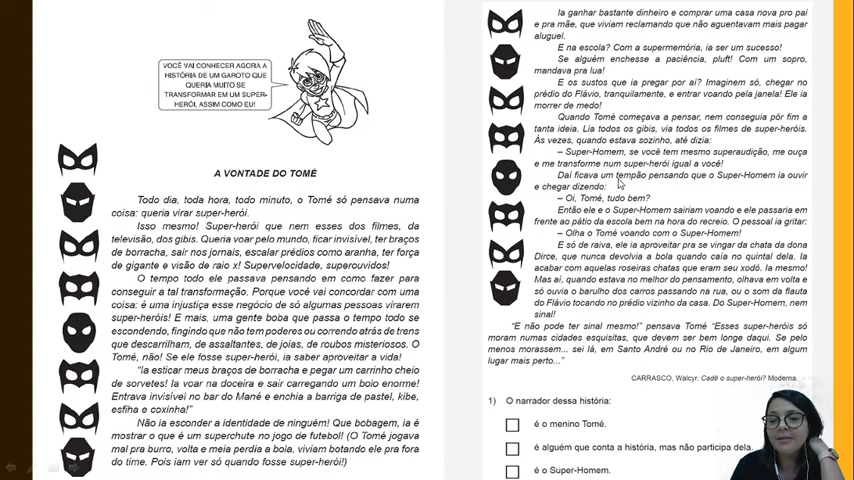 VOCÊ VAI CONHECER AGORA A
HISTÓRIA DE UM GAROTO QUE
QUERIA MUITO SE
TRANSFORMAR EM UM SUPER-
HERÓI, ASSIM COMO EU!
A VONTADE DO TOMÉ
Todo dia, toda hora, todo minuto, o Tomé só pensava numa
coisa: queria virar super-herói.
Isso mesmo! Super-herói que nem esses dos filmes, da
televisão, dos gibis. Queria voar pelo mundo, ficar invisível, ter braços
de borracha, sair nos jornais, escalar prédios como aranha, ter força
de gigante e visão de raio x! Supervelocidade, superouvidos!
O tempo todo ele passava pensando em como fazer para
conseguir a tal transformação. Porque você vai concordar com uma
coisa: é uma injustiça esse negócio de só algumas pessoas virarem
super-heróis! E mais, uma gente boba que passa o tempo todo se
escondendo, fingindo que não tem poderes ou correndo atrás de trens
que descarrilham, de assaltantes, de joias, de roubos misteriosos. O
Tomé, não! Se ele fosse super-herói, ia saber aproveitar a vida!
"Ia esticar meus braços de borracha e pegar um carrinho cheio
de sorvetes! Ia voar na doceira e sair carregando um bolo enorme!
Entrava invisível no bar do Mané e enchia a barriga de pastel, kibe,
esfiha e coxinha!"
Não ia esconder a identidade de ninguém! Que bobagem, ia é
mostrar o que é um superchute no jogo de futebol! (O Tomé jogava
mal pra burro, volta e meia perdia a bola, viviam botando ele pra fora
do time. Pois iam ver só quando fosse super-herói!)
Ia ganhar bastante dinheiro e comprar uma casa nova pro pai
e pra mãe, que viviam reclamando que não aguentavam mais pagar
aluguel.
E na escola? Com a supermemória, ia ser um sucesso!
Se alguém enchesse a paciência, pluft! Com um sopro,
mandava pra lua!
E os sustos que ia pregar por aí? Imaginem só, chegar no
prédio do Flávio, tranquilamente, e entrar voando pela janela! Ele ia
morrer de medo!
Quando Tomé começava a pensar, nem conseguia pôr fim a
tanta ideia. Lia todos os gibis, via todos os filmes de super-heróis.
Às vezes, quando estava sozinho, até dizia:
– Super-Homem, se você tem mesmo superaudição, me ouça
e me transforme num super-herói igual a você!
Daí ficava um tempão pensando que o Super-Homem ia ouvir
e chegar dizendo:
– Oi, Tomé, tudo bem?
Então ele e o Super-Homem sairiam voando e ele passaria em
frente ao pátio da escola bem na hora do recreio. O pessoal ia gritar:
– Olha o Tomé voando com o Super-Homem!
E só de raiva, ele ia aproveitar pra se vingar da chata da dona
Dirce, que nunca devolvia a bola quando caía no quintal dela. Ia
acabar com aquelas roseiras chatas que eram seu xodó. Ia mesmo!
Mas aí, quando estava no melhor do pensamento, olhava em volta e
só ouvia o barulho dos carros passando na rua, ou o som da flauta
do Flávio tocando no prédio vizinho da casa. Do Super-Homem, nem
sinal!
"E não pode ter sinal mesmo!" pensava Tomé "Esses super-heróis só
moram numas cidades esquisitas, que devem ser bem longe daqui. Se pelo
menos morassem... sei lá, em Santo André ou no Rio de Janeiro, em algum
lugar mais perto..."
CARRASCO, Walcyr. Cadê o super-herói? Moderna.
1) O narrador dessa história:
é o menino Tomé.
é alguém que conta a história, mas não participa dela.
é o Super-Homem.